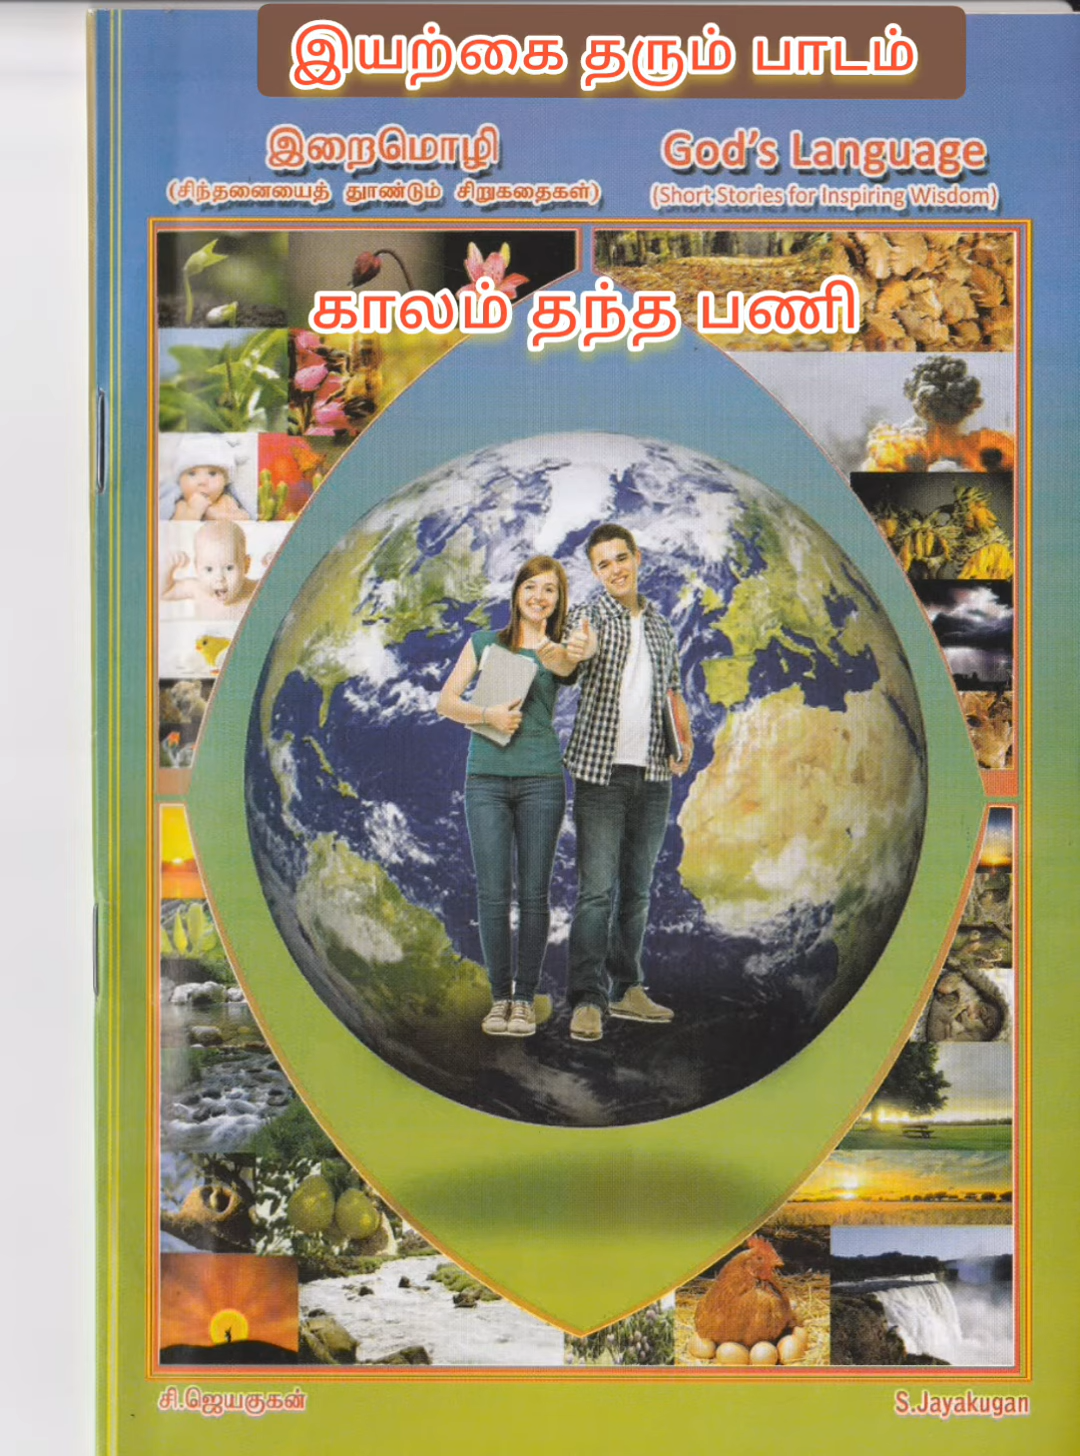 இயற்கை தரும் பாடம்
இறைமொழி
(சிந்தனையைத் தூண்டும் சிறுகதைகள்)
God's Language
(Short Stories for Inspiring Wisdom)
காலம் தந்த பணி
சி.ஜெயகுகன்
S.Jayakugan